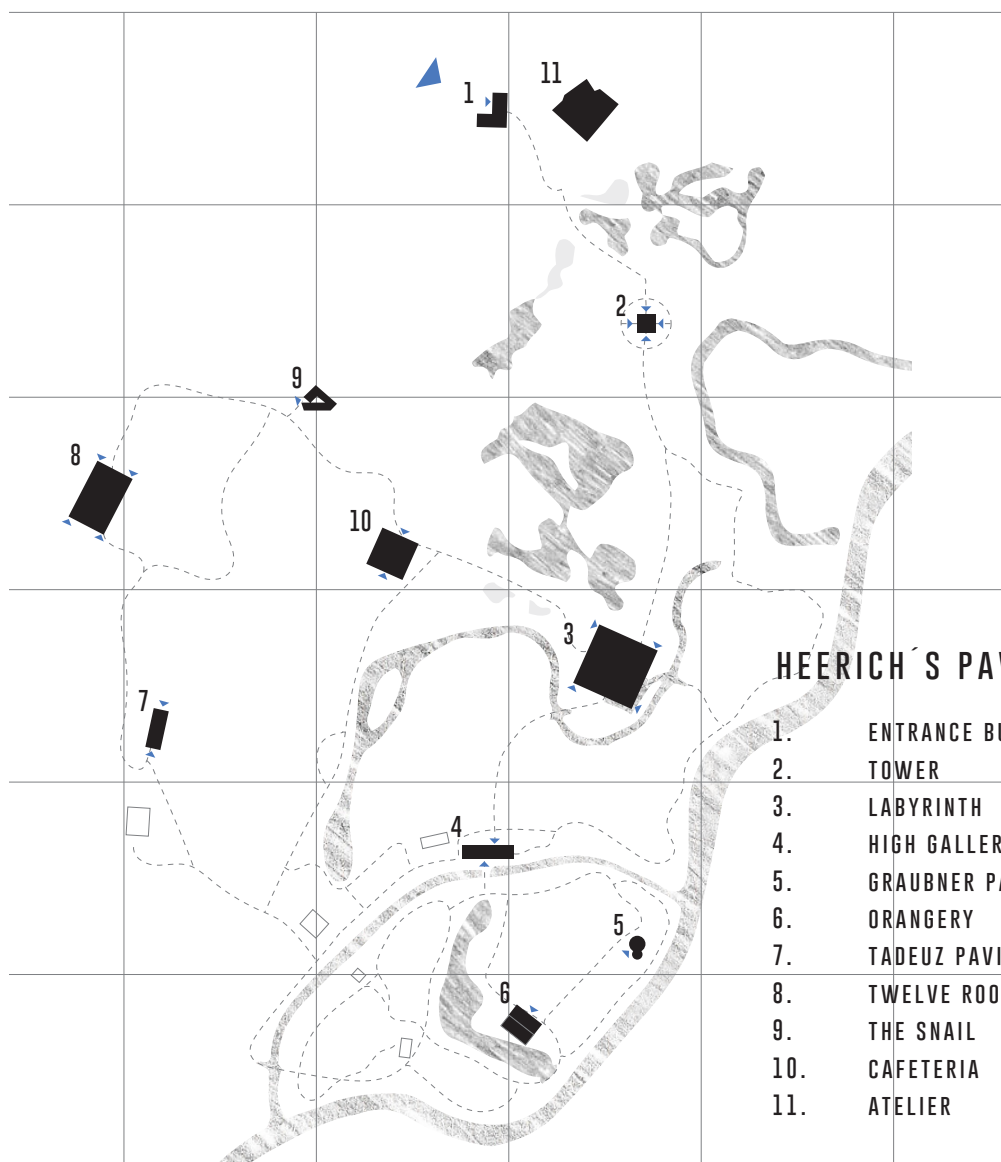 11
1
2
9
8
10
3
HEERICH´S PAV
7
1. ENTRANCE BU
2. TOWER
3. LABYRINTH
4
4. HIGH GALLER
5. GRAUBNER PA
5
6. ORANGERY
7. TADEUZ PAVI
6
8. TWELVE ROO
9. THE SNAIL
10. CAFETERIA
11. ATELIER